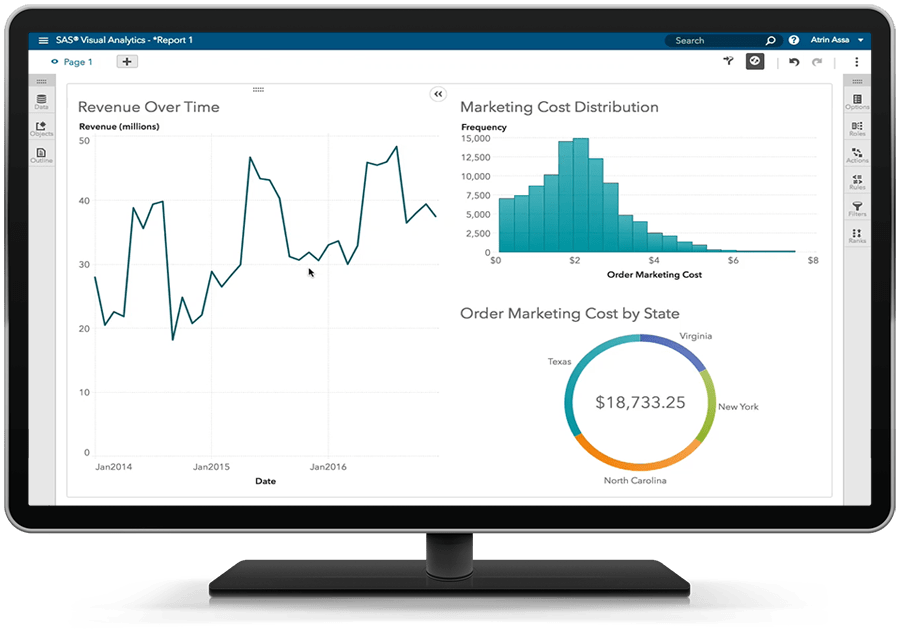 SAS® Visual Analytics - *Report 1
Search
Atrin Assa
Page 1
Data
Objects
Outline
Revenue Over Time
Revenue (millions)
50
40
30
20
10
0
Jan2014
Jan2015
Jan2016
Date
Marketing Cost Distribution
Frequency
15,000
12,500
10,000
7,500
5,000
2,500
0
$0
$2
$4
$6
$8
Order Marketing Cost
Order Marketing Cost by State
Virginia
Texas
$18,733.25
New York
North Carolina
Options
Roles
Actions
Rules
Filters
Ranks